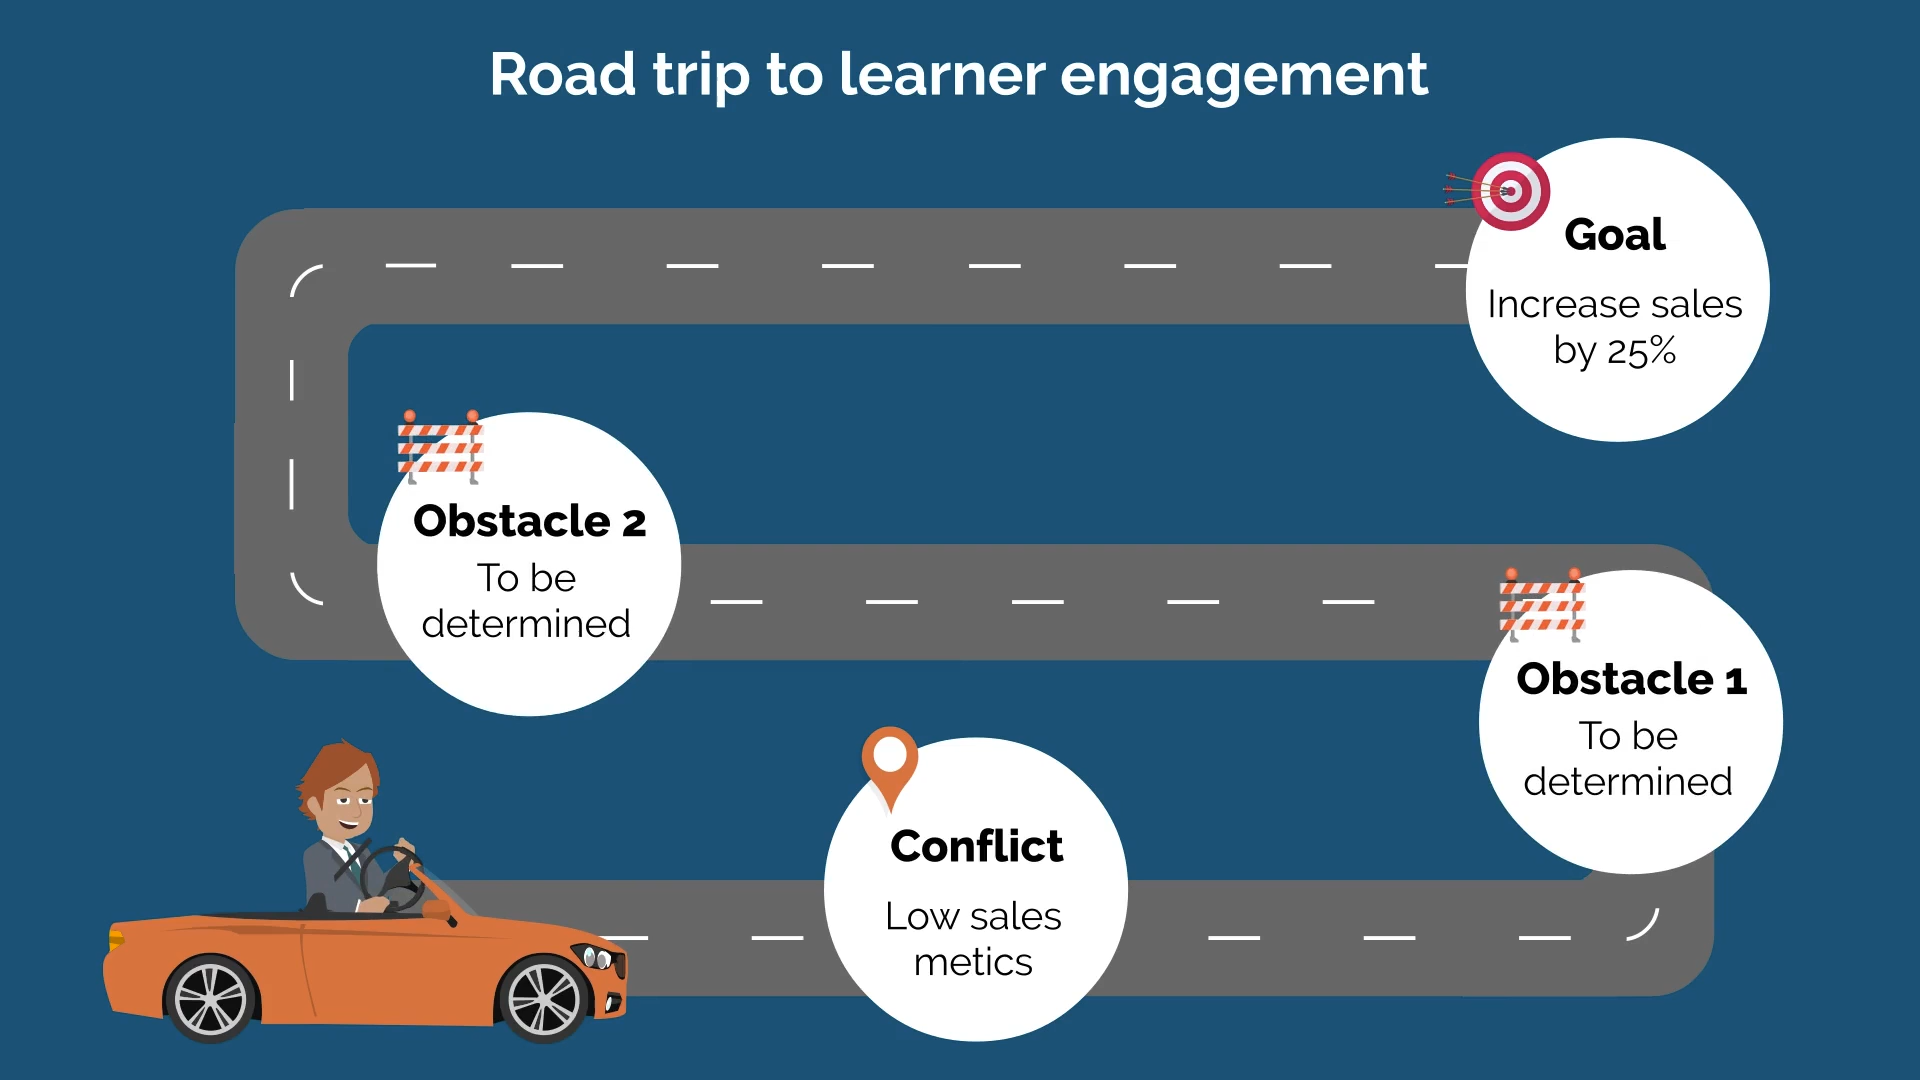 Road trip to learner engagement
Goal
Increase sales
by 25%
Obstacle 2
To be
determined
Obstacle 1
To be
determined
Conflict
Low sales
metics